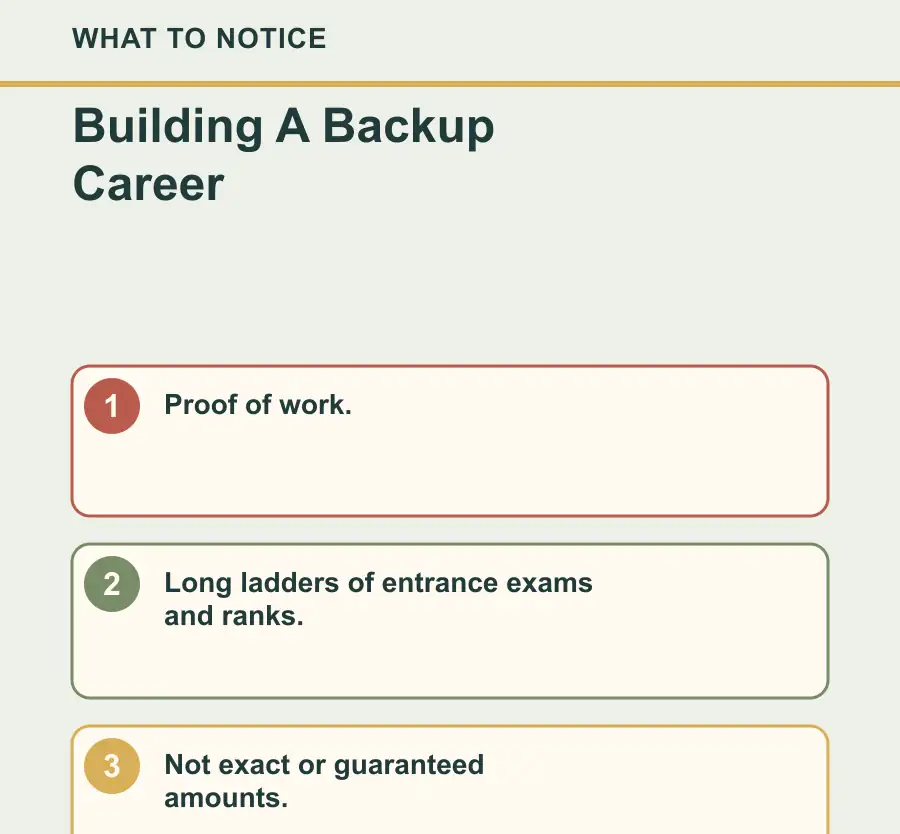 WHAT TO NOTICE
Building A Backup
Career
1
Proof of work.
2
Long ladders of entrance exams
and ranks.
3
Not exact or guaranteed
amounts.